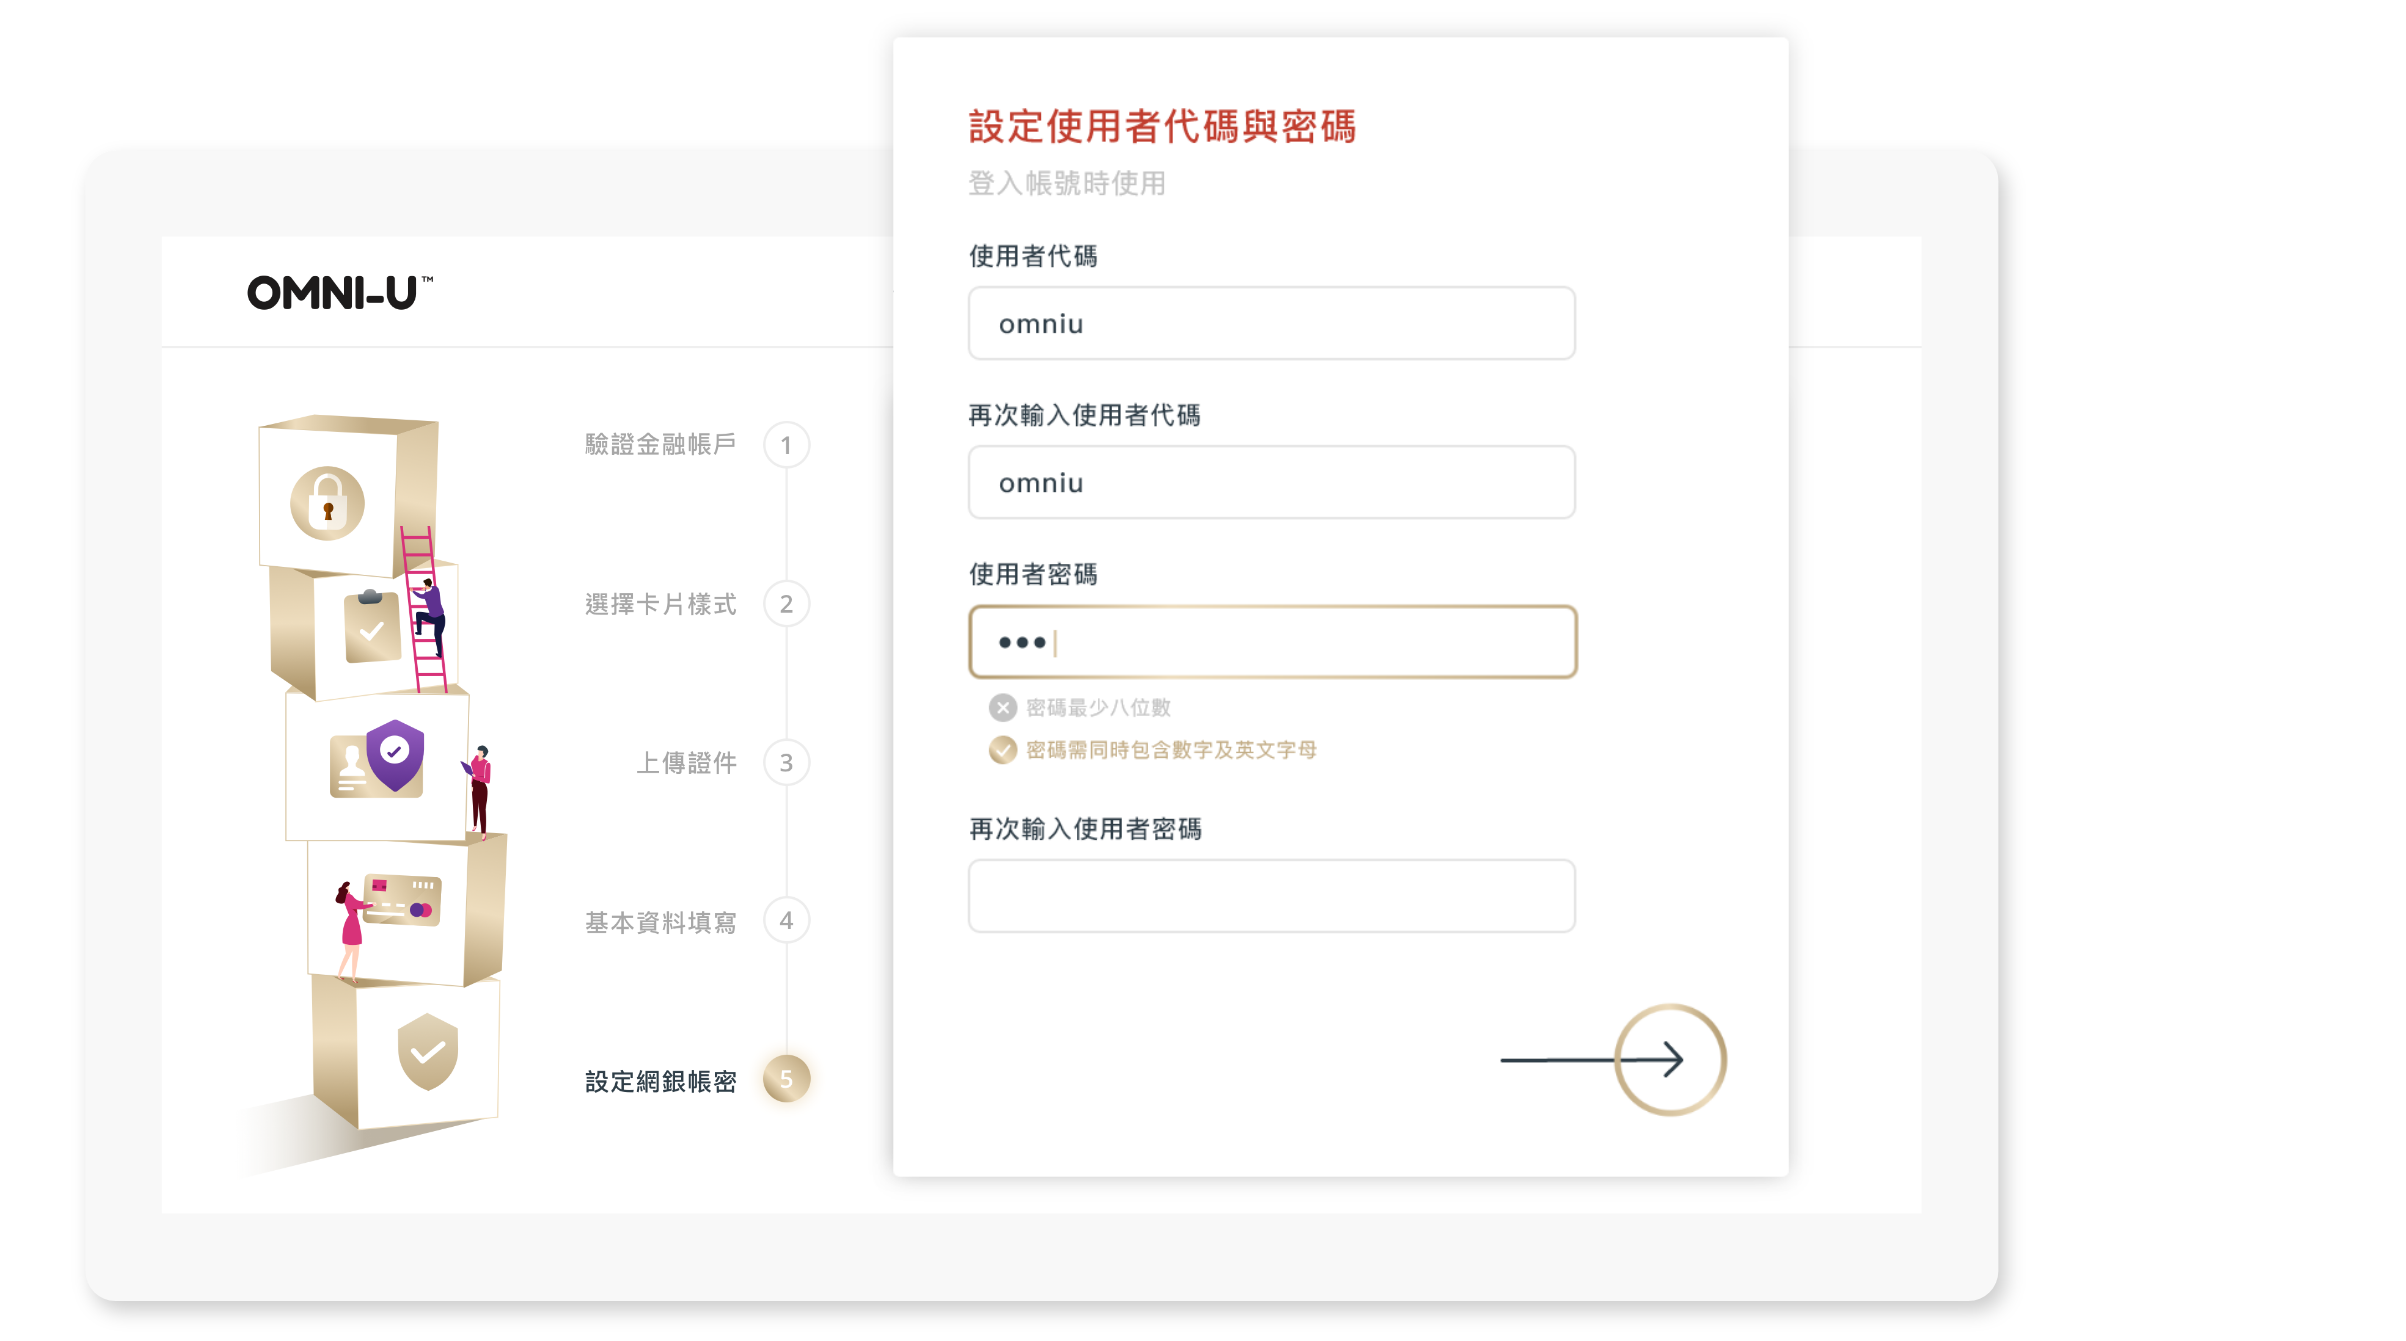 OMNI-U™
驗證金融帳戶 1
選擇卡片樣式 2
上傳證件 3
基本資料填寫 4
設定網銀帳密 5
設定使用者代碼與密碼
登入帳號時使用
使用者代碼
omniu
再次輸入使用者代碼
omniu
使用者密碼
•••
密碼最少八位數
密碼需同時包含數字及英文字母
再次輸入使用者密碼